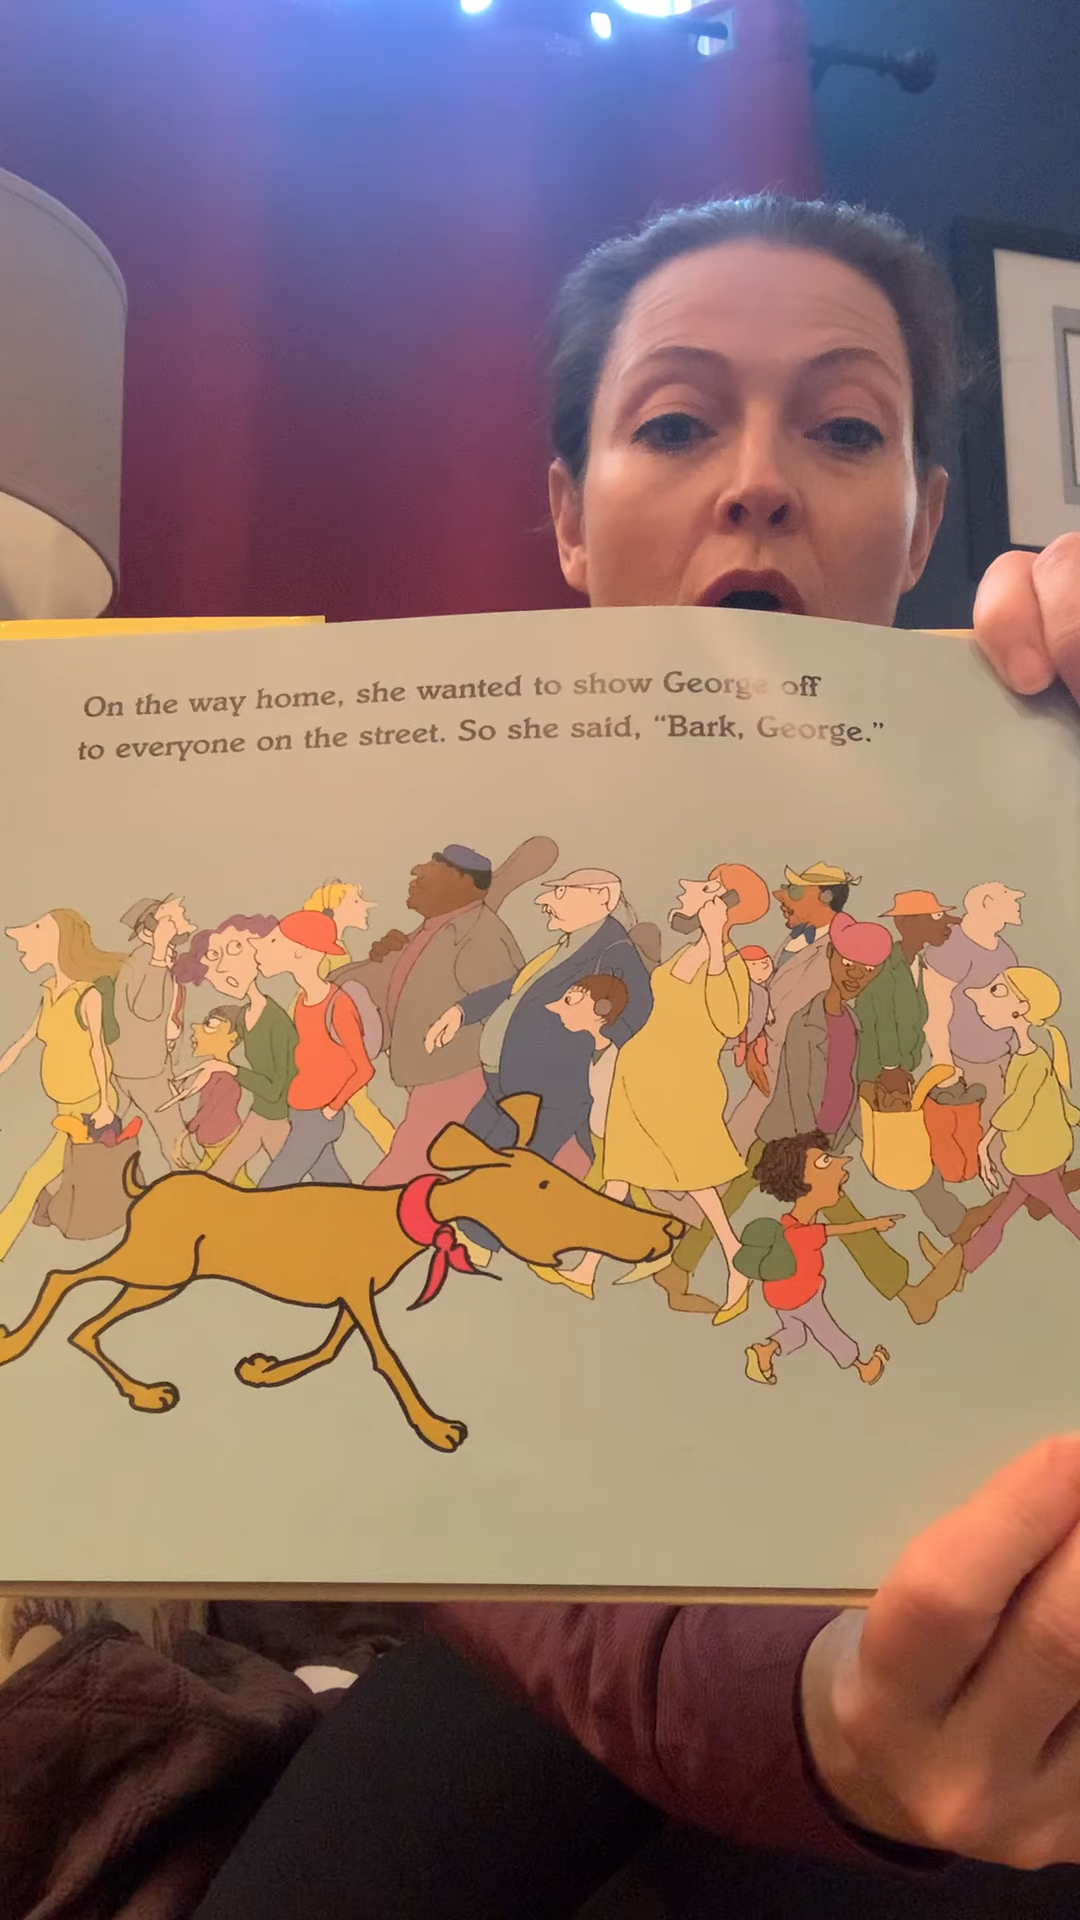 On the way home, she wanted to show George off
to everyone on the street. So she said, “Bark, George.”